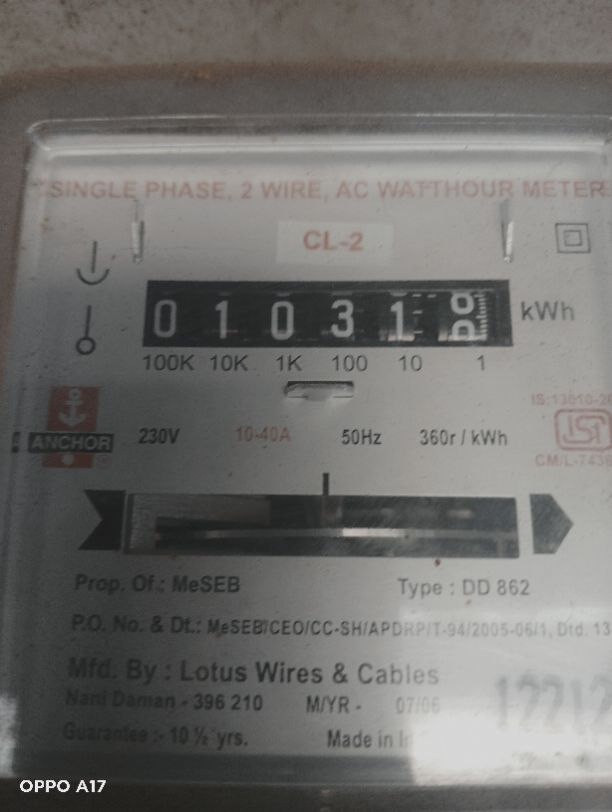 SINGLE PHASE, 2 WIRE, AC WATTHOUR METER
CL-2
0 1 0 3 1 kWh
100K 10K 1K 100 10 1
ANCHOR
230V 10-40A 50Hz 360r / kWh
CM/L-
Prop. Of.: MeSEB Type : DD 862
P.O. No. & Dt.: MeSEB/CEO/CC-SH/APDRP/T-94/2005-06/1, Dtd. 13
Mfd. By : Lotus Wires & Cables
Nani Daman - 396 210 M/YR - 07/06
Guarantee :- 10 ½ yrs. Made in
OPPO A17